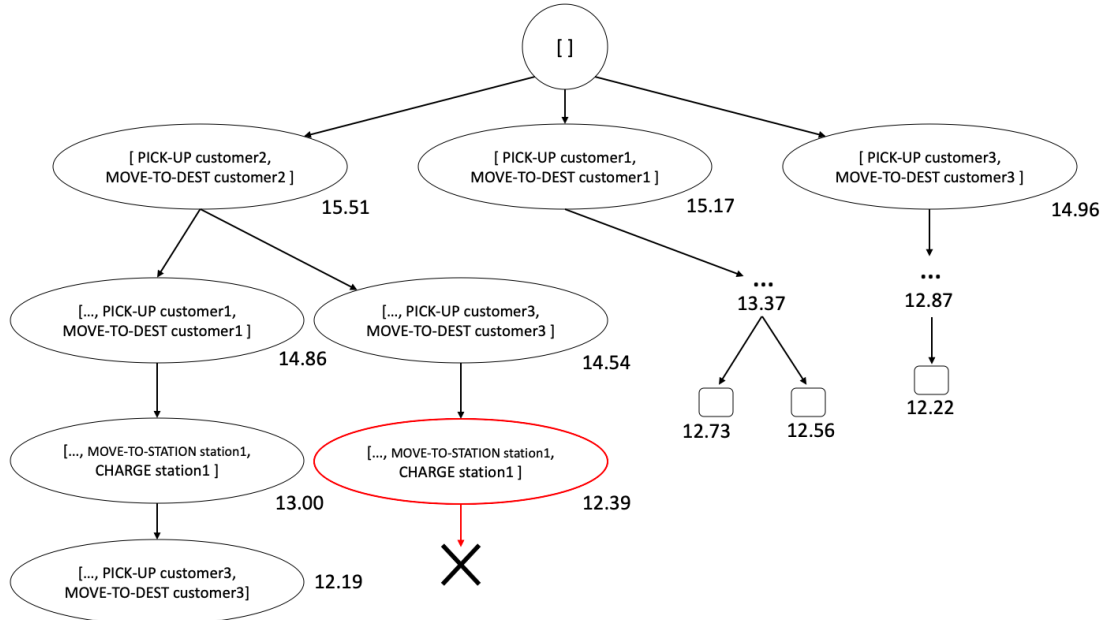 [ ]
[ PICK-UP customer2,
MOVE-TO-DEST customer2 ]
15.51
[ PICK-UP customer1,
MOVE-TO-DEST customer1 ]
15.17
[ PICK-UP customer3,
MOVE-TO-DEST customer3 ]
14.96
[..., PICK-UP customer1,
MOVE-TO-DEST customer1 ]
14.86
[..., PICK-UP customer3,
MOVE-TO-DEST customer3 ]
14.54
...
13.37
...
12.87
12.73
12.56
12.22
[..., MOVE-TO-STATION station1,
CHARGE station1 ]
13.00
[..., MOVE-TO-STATION station1,
CHARGE station1 ]
12.39
[..., PICK-UP customer3,
MOVE-TO-DEST customer3]
12.19